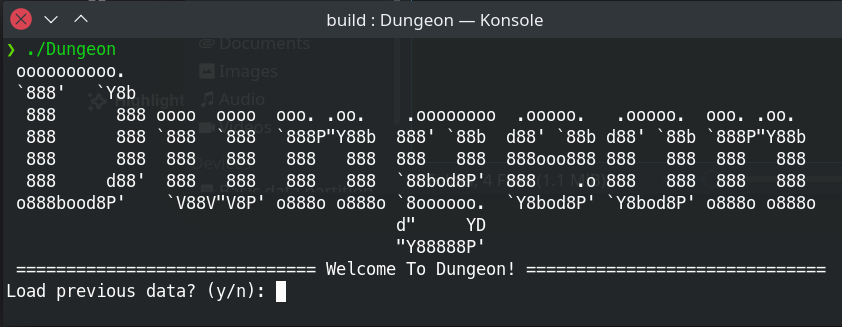 build : Dungeon — Konsole
❯ ./Dungeon
 oooooooooo.
 `888'   `Y8b
  888      888 oooo  oooo  ooo. .oo.    .oooooooo  .ooooo.   .ooooo.  ooo. .oo.
  888      888 `888  `888  `888P"Y88b  888' `88b  d88' `88b d88' `88b `888P"Y88b
  888      888  888   888   888   888  888   888  888ooo888 888   888  888   888
  888     d88'  888   888   888   888  `88bod8P'  888    .o 888   888  888   888
 o888bood8P'    `V88V"V8P' o888o o888o `8oooooo.  `Y8bod8P' `Y8bod8P' o888o o888o
                                       d"     YD
                                       "Y88888P'
 ============================== Welcome To Dungeon! ==============================
Load previous data? (y/n):
Documents
Images
Audio